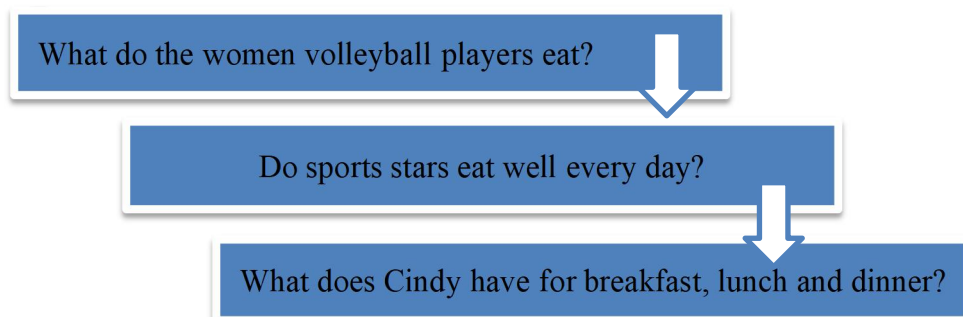 What do the women volleyball players eat?
Do sports stars eat well every day?
What does Cindy have for breakfast, lunch and dinner?